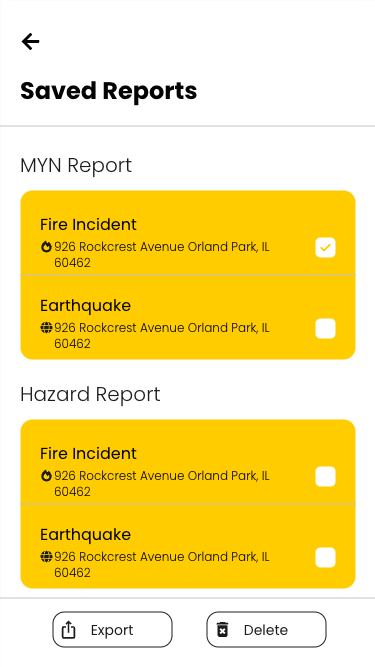 Saved Reports
MYN Report
Fire Incident
926 Rockcrest Avenue Orland Park, IL
60462
Earthquake
926 Rockcrest Avenue Orland Park, IL
60462
Hazard Report
Fire Incident
926 Rockcrest Avenue Orland Park, IL
60462
Earthquake
926 Rockcrest Avenue Orland Park, IL
60462
Export
Delete